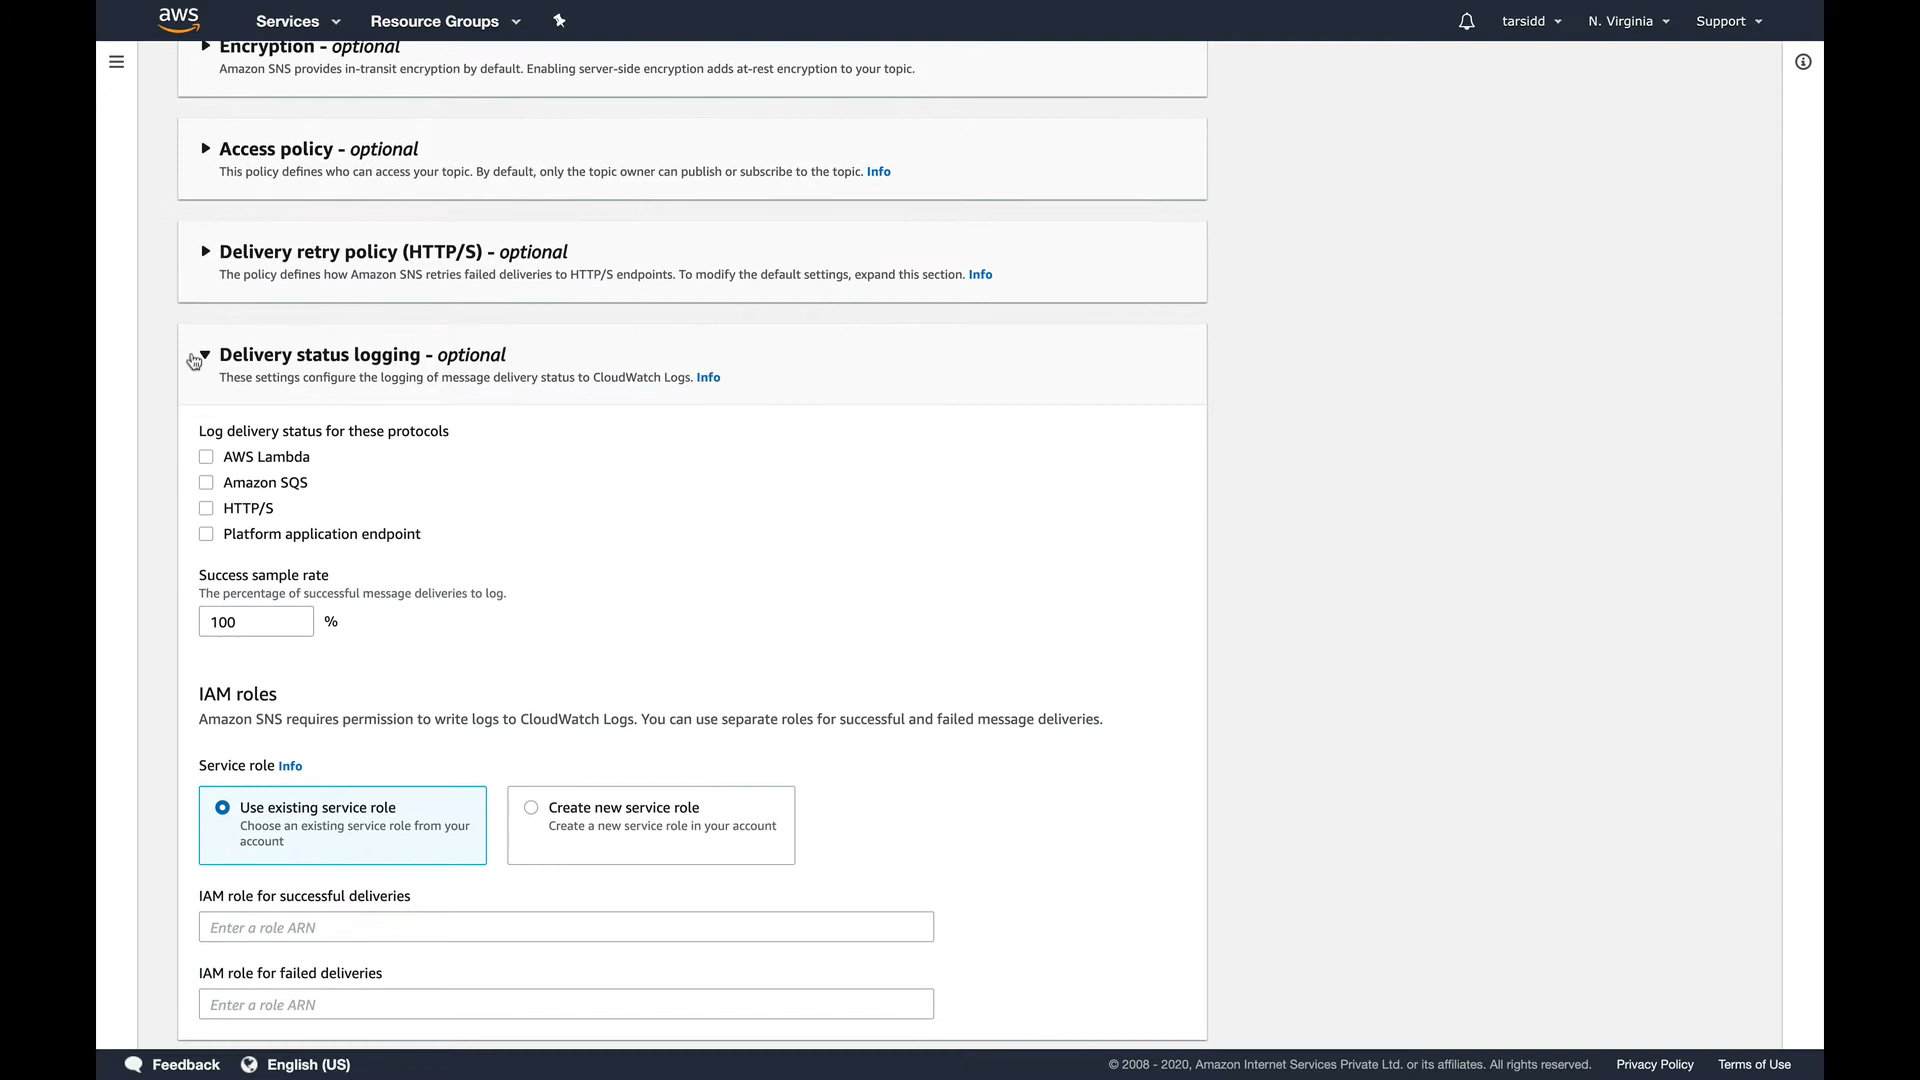 aws Services Resource Groups tarsidd N. Virginia Support
Encryption - optional
Amazon SNS provides in-transit encryption by default. Enabling server-side encryption adds at-rest encryption to your topic.
Access policy - optional
This policy defines who can access your topic. By default, only the topic owner can publish or subscribe to the topic. Info
Delivery retry policy (HTTP/S) - optional
The policy defines how Amazon SNS retries failed deliveries to HTTP/S endpoints. To modify the default settings, expand this section. Info
Delivery status logging - optional
These settings configure the logging of message delivery status to CloudWatch Logs. Info
Log delivery status for these protocols
AWS Lambda
Amazon SQS
HTTP/S
Platform application endpoint
Success sample rate
The percentage of successful message deliveries to log.
100 %
IAM roles
Amazon SNS requires permission to write logs to CloudWatch Logs. You can use separate roles for successful and failed message deliveries.
Service role Info
Use existing service role
Choose an existing service role from your
account
Create new service role
Create a new service role in your account
IAM role for successful deliveries
Enter a role ARN
IAM role for failed deliveries
Enter a role ARN
Feedback English (US) © 2008 - 2020, Amazon Internet Services Private Ltd. or its affiliates. All rights reserved. Privacy Policy Terms of Use